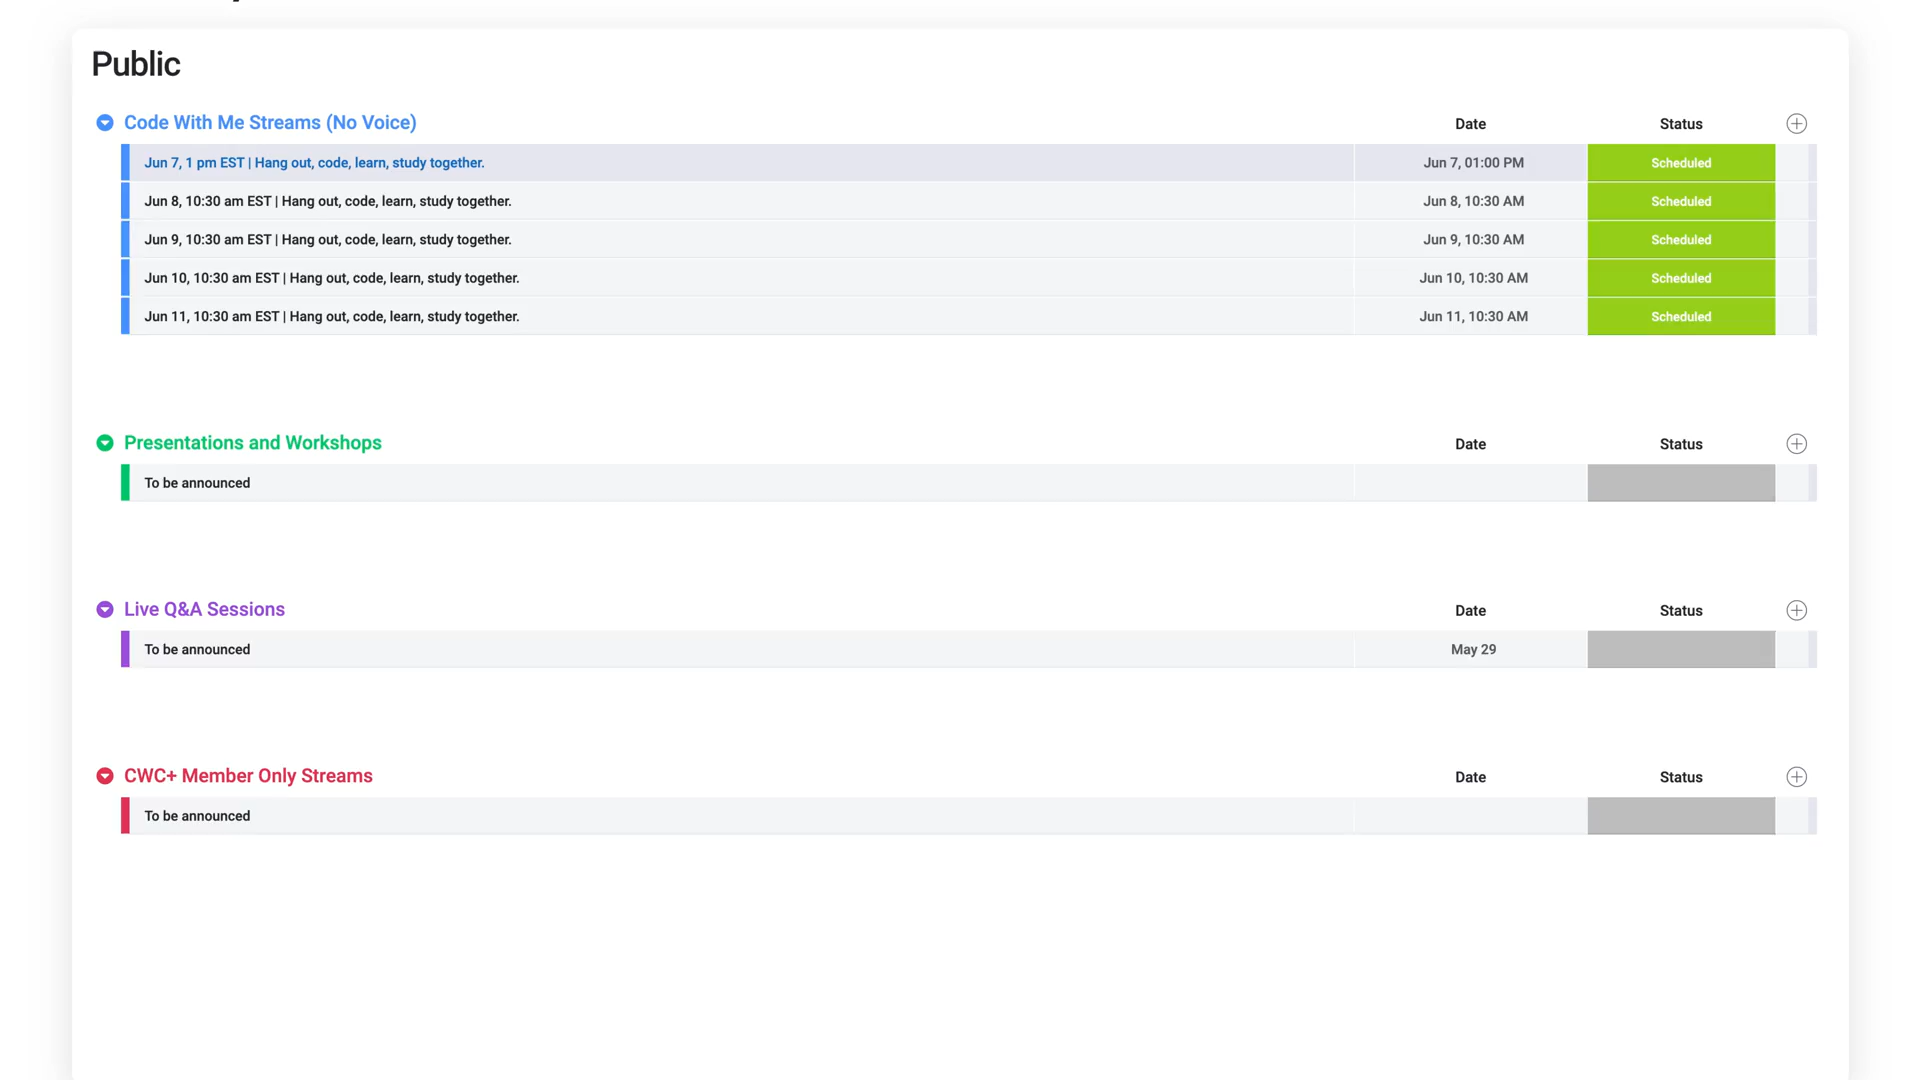 Public
Code With Me Streams (No Voice) Date Status
Jun 7, 1 pm EST | Hang out, code, learn, study together. Jun 7, 01:00 PM Scheduled
Jun 8, 10:30 am EST | Hang out, code, learn, study together. Jun 8, 10:30 AM Scheduled
Jun 9, 10:30 am EST | Hang out, code, learn, study together. Jun 9, 10:30 AM Scheduled
Jun 10, 10:30 am EST | Hang out, code, learn, study together. Jun 10, 10:30 AM Scheduled
Jun 11, 10:30 am EST | Hang out, code, learn, study together. Jun 11, 10:30 AM Scheduled
Presentations and Workshops Date Status
To be announced
Live Q&A Sessions Date Status
To be announced May 29
CWC+ Member Only Streams Date Status
To be announced